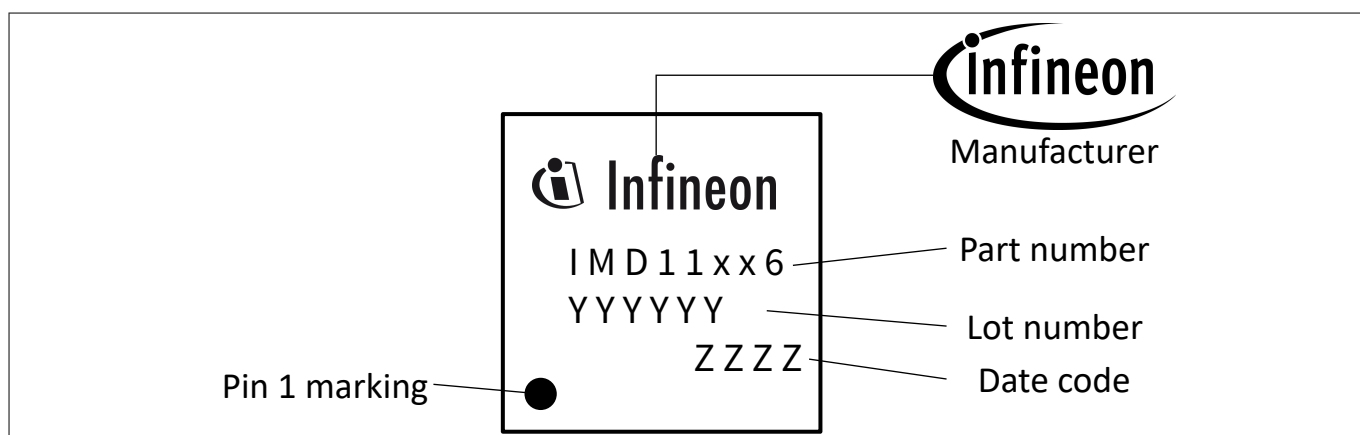 infineon
Manufacturer
Infineon
IMD11xx6
Part number
YYYYYY
Lot number
ZZZZ
Date code
Pin 1 marking